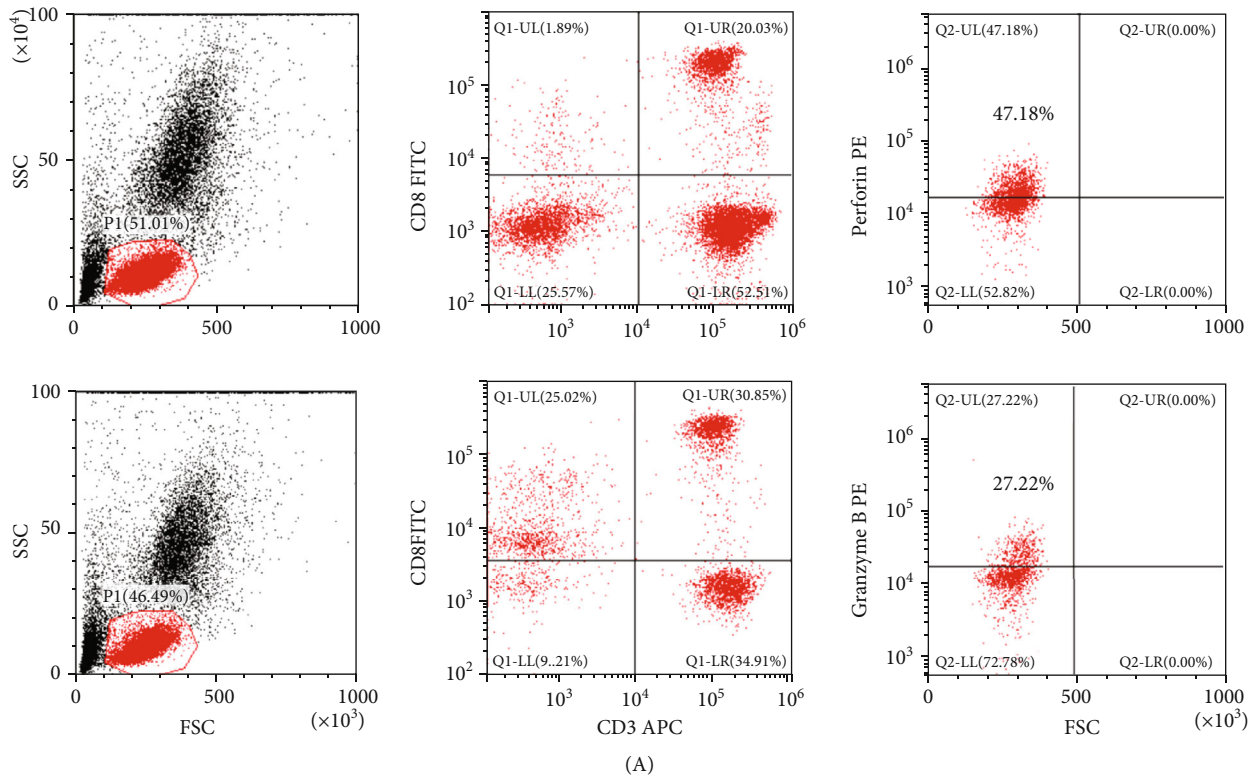 (×10⁴)
100
50
0
SSC
P1(51.01%)
0 500 1000
Q1-UL(1.89%) Q1-UR(20.03%)
10⁵
10⁴
10³
10²
CD8 FITC
Q1-LL(25.57%) Q1-LR(52.51%)
10³ 10⁴ 10⁵ 10⁶
Q2-UL(47.18%) Q2-UR(0.00%)
10⁶
10⁵
10⁴
10³
Perforin PE
47.18%
Q2-LL(52.82%) Q2-LR(0.00%)
0 500 1000
100
50
0
SSC
P1(46.49%)
0 500 1000
FSC (×10³)
Q1-UL(25.02%) Q1-UR(30.85%)
10⁵
10⁴
10³
10²
CD8FITC
Q1-LL(9..21%) Q1-LR(34.91%)
10³ 10⁴ 10⁵ 10⁶
CD3 APC
Q2-UL(27.22%) Q2-UR(0.00%)
10⁶
10⁵
10⁴
10³
Granzyme B PE
27.22%
Q2-LL(72.78%) Q2-LR(0.00%)
0 500 1000
FSC (×10³)
(A)